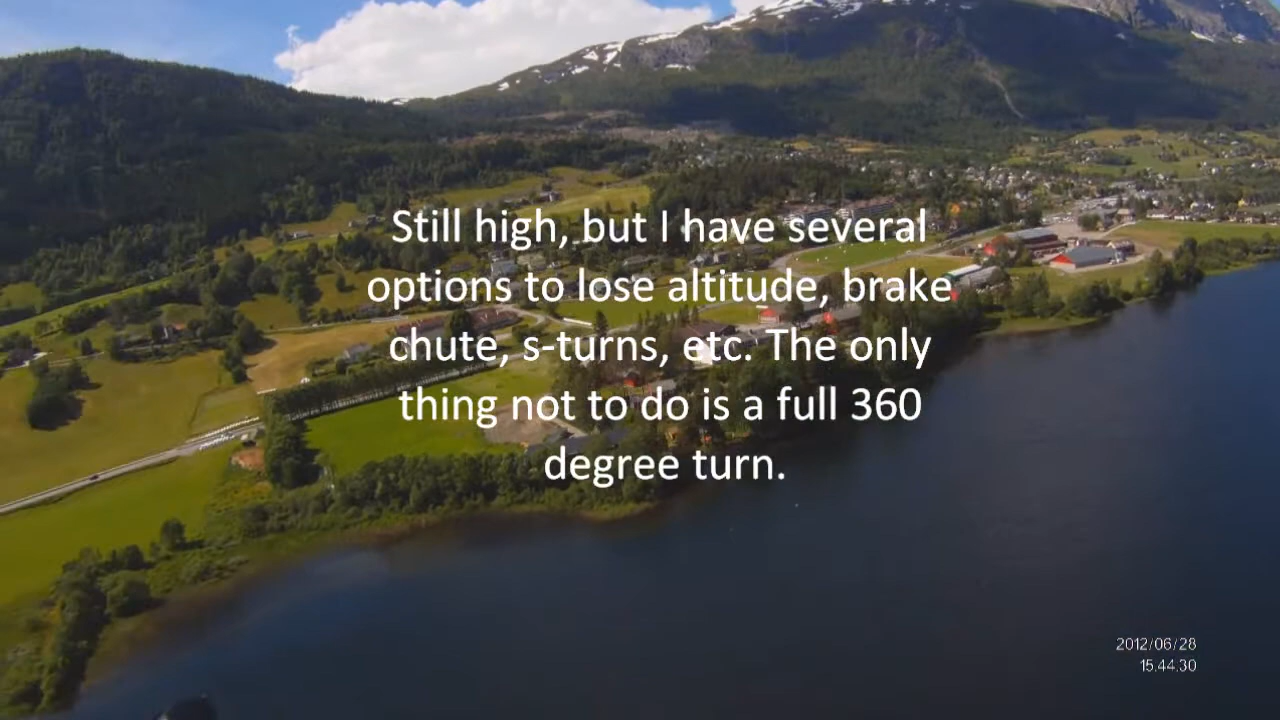 Still high, but I have several
options to lose altitude, brake
chute, s-turns, etc. The only
thing not to do is a full 360
degree turn.
2012/06/28
15.44.30